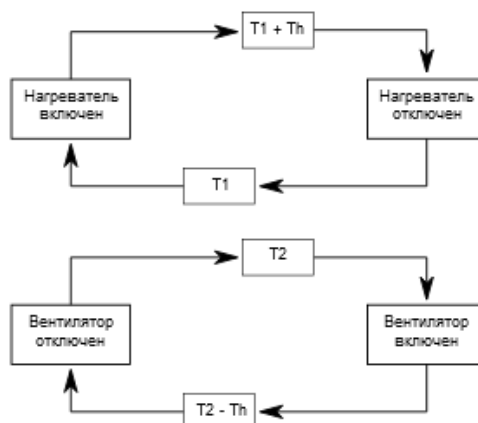 T1 + Th
Нагреватель
включен
Нагреватель
отключен
T1
T2
Вентилятор
отключен
Вентилятор
включен
T2 - Th